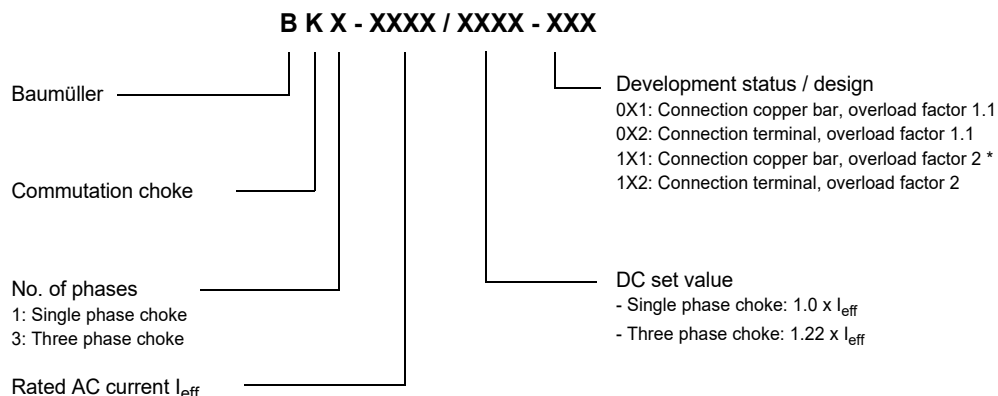 B K X - XXXX / XXXX - XXX
Baumüller
Commutation choke
No. of phases
1: Single phase choke
3: Three phase choke
Rated AC current Ieff
Development status / design
0X1: Connection copper bar, overload factor 1.1
0X2: Connection terminal, overload factor 1.1
1X1: Connection copper bar, overload factor 2 *
1X2: Connection terminal, overload factor 2
DC set value
- Single phase choke: 1.0 x Ieff
- Three phase choke: 1.22 x Ieff